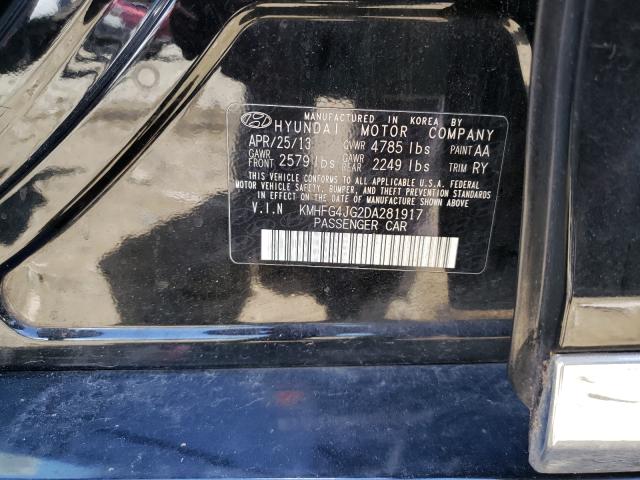 MANUFACTURED IN KOREA BY
HYUNDAI MOTOR COMPANY
APR/25/13 GVWR 4785 lbs PAINT AA
GAWR FRONT 2579 lbs GAWR REAR 2249 lbs TRIM RY
THIS VEHICLE CONFORMS TO ALL APPLICABLE U.S.A. FEDERAL
MOTOR VEHICLE SAFETY, BUMPER, AND THEFT PREVENTION
STANDARDS IN EFFECT ON THE DATE OF MANUFACTURE SHOWN ABOVE.
V.I.N KMHFG4JG2DA281917
PASSENGER CAR